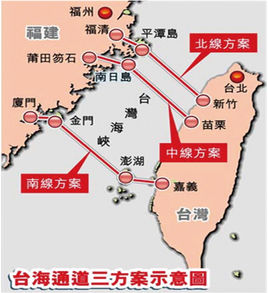 福州
福建
福清
平潭島
北線方案
莆田笏石
南日島
台北
新竹
台灣海峽
苗栗
廈門
金門
中線方案
澎湖
嘉義
南線方案
台灣
台海通道三方案示意圖